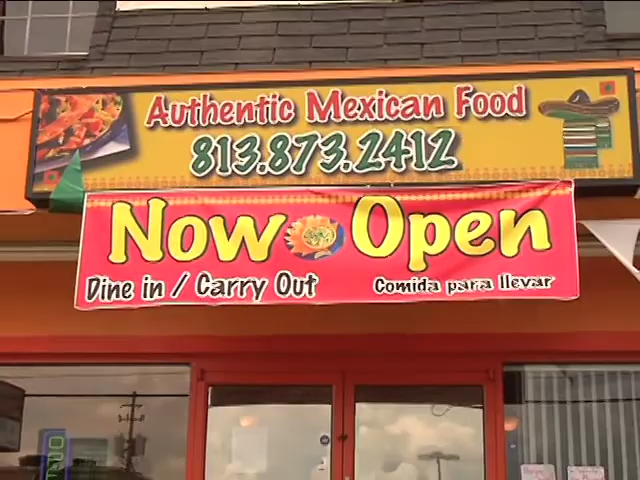 Authentic Mexican Food
813.873.2412
Now Open
Dine in / Carry Out
Comida para llevar